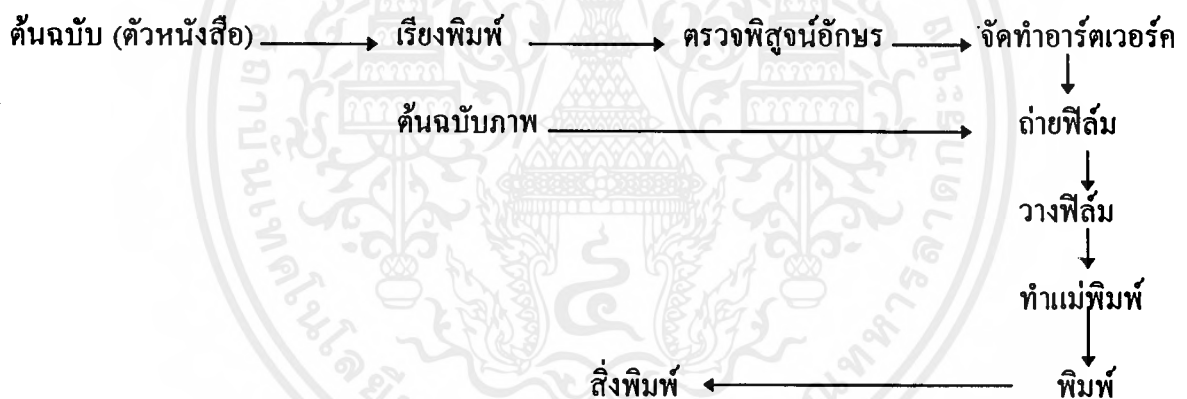 ต้นฉบับ (ตัวหนังสือ) เรียงพิมพ์ ตรวจพิสูจน์อักษร จัดทำอาร์ตเวอร์ค
ต้นฉบับภาพ ถ่ายฟิล์ม
วางฟิล์ม
ทำแม่พิมพ์
สิ่งพิมพ์ พิมพ์